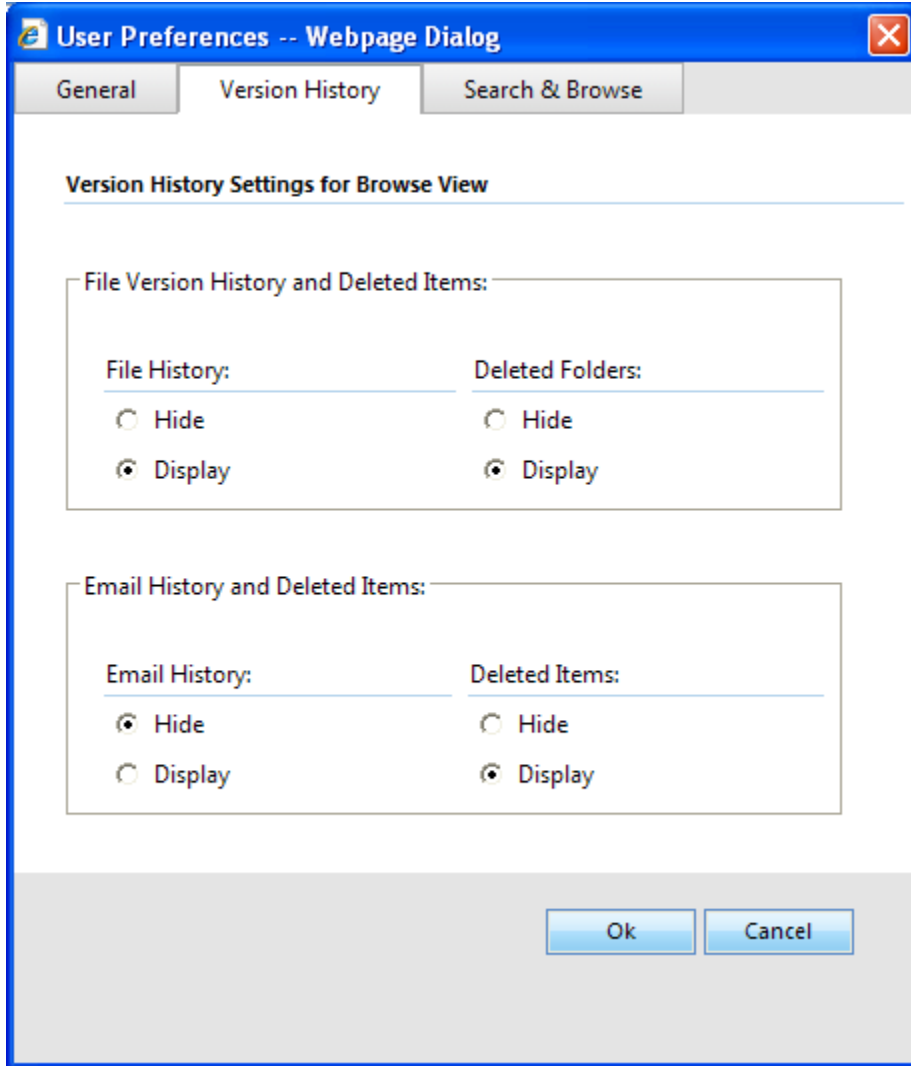 User Preferences -- Webpage Dialog
General Version History Search & Browse
Version History Settings for Browse View
File Version History and Deleted Items:
File History: Deleted Folders:
Hide Hide
Display Display
Email History and Deleted Items:
Email History: Deleted Items:
Hide Hide
Display Display
Ok Cancel